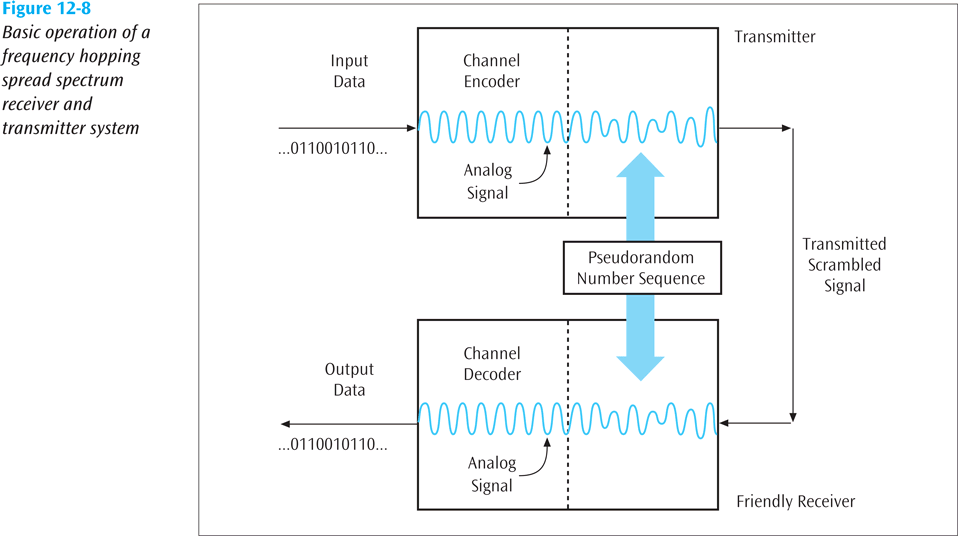 Figure 12-8
Basic operation of a
frequency hopping
spread spectrum
receiver and
transmitter system
Transmitter
Input
Data
Channel
Encoder
...0110010110...
Analog
Signal
Pseudorandom
Number Sequence
Transmitted
Scrambled
Signal
Output
Data
Channel
Decoder
...0110010110...
Analog
Signal
Friendly Receiver